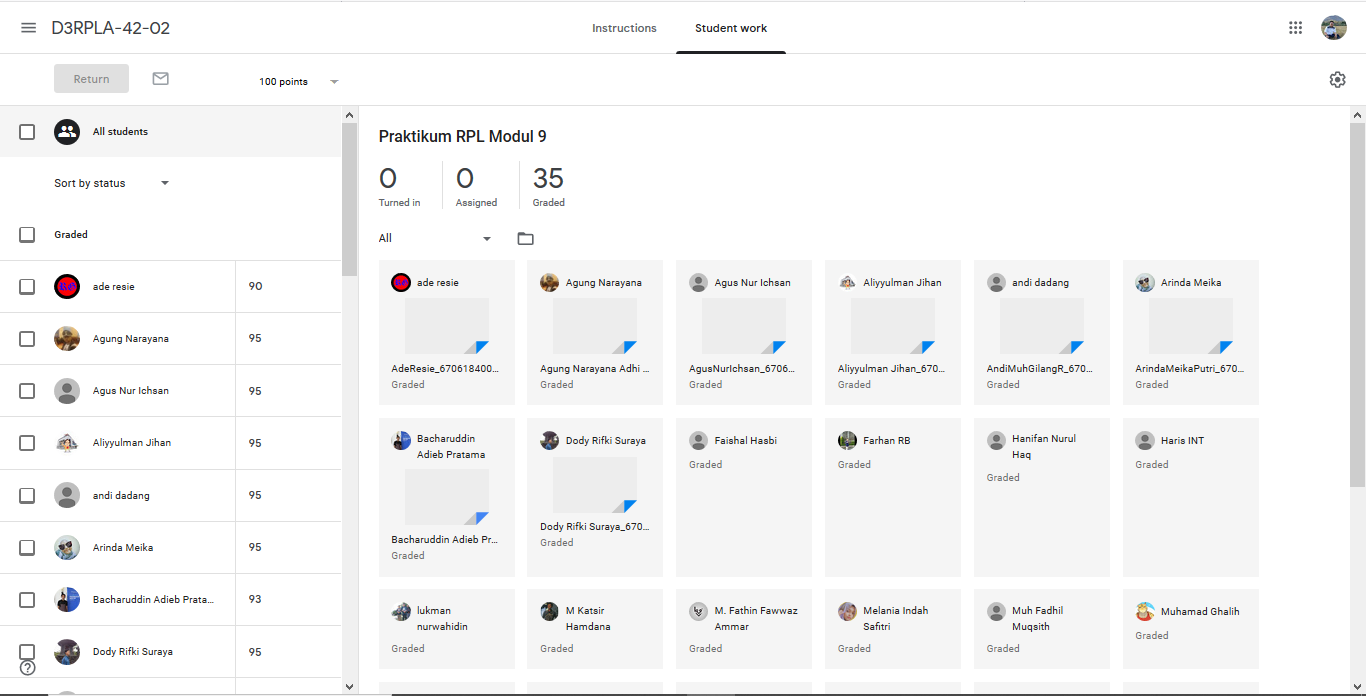 D3RPLA-42-02
Instructions
Student work
Return
100 points
All students
Sort by status
Graded
ade resie 90
Agung Narayana 95
Agus Nur Ichsan 95
Aliyyulman Jihan 95
andi dadang 95
Arinda Meika 95
Bacharuddin Adieb Prata... 93
Dody Rifki Suraya 95
Praktikum RPL Modul 9
0 0 35
Turned in Assigned Graded
All
ade resie
AdeResie_670618400...
Graded
Agung Narayana
Agung Narayana Adhi ...
Graded
Agus Nur Ichsan
AgusNurIchsan_6706...
Graded
Aliyyulman Jihan
Aliyyulman Jihan_670...
Graded
andi dadang
AndiMuhGilangR_670...
Graded
Arinda Meika
ArindaMeikaPutri_670...
Graded
Bacharuddin
Adieb Pratama
Bacharuddin Adieb Pr...
Graded
Dody Rifki Suraya
Dody Rifki Suraya_670...
Graded
Faishal Hasbi
Graded
Farhan RB
Graded
Hanifan Nurul
Haq
Graded
Haris INT
Graded
lukman
nurwahidin
Graded
M Katsir
Hamdana
Graded
M. Fathin Fawwaz
Ammar
Graded
Melania Indah
Safitri
Graded
Muh Fadhil
Muqsith
Graded
Muhamad Ghalih
Graded